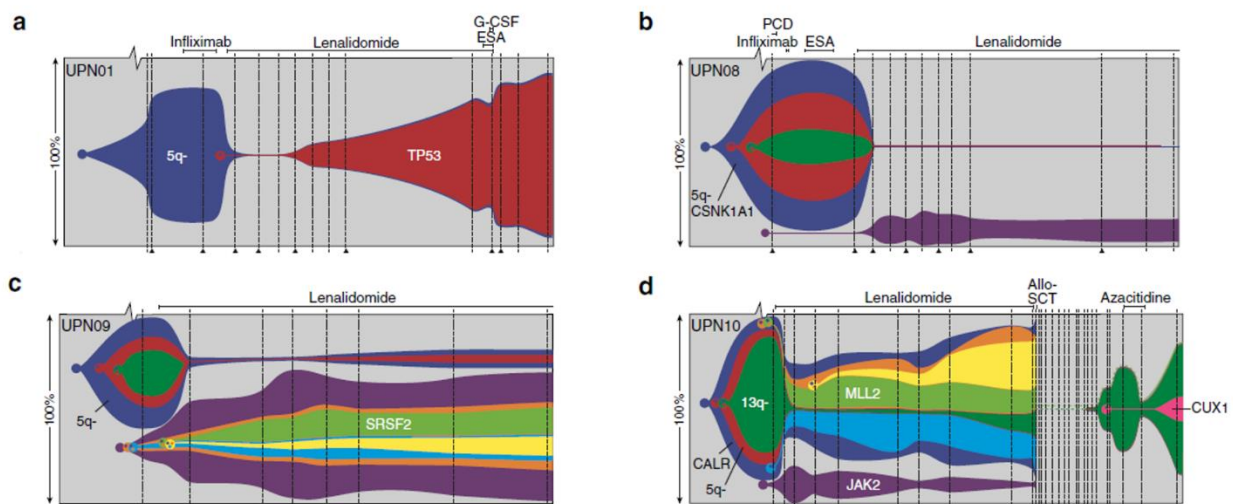 a
G-CSF
ESA
Infliximab
Lenalidomide
UPN01
100%
5q-
TP53
b
PCD
Infliximab
ESA
Lenalidomide
UPN08
100%
5q-
CSNK1A1
c
Lenalidomide
UPN09
100%
5q-
SRSF2
d
Allo-
SCT
Lenalidomide
Azacitidine
UPN10
100%
13q-
MLL2
CUX1
CALR
5q-
JAK2